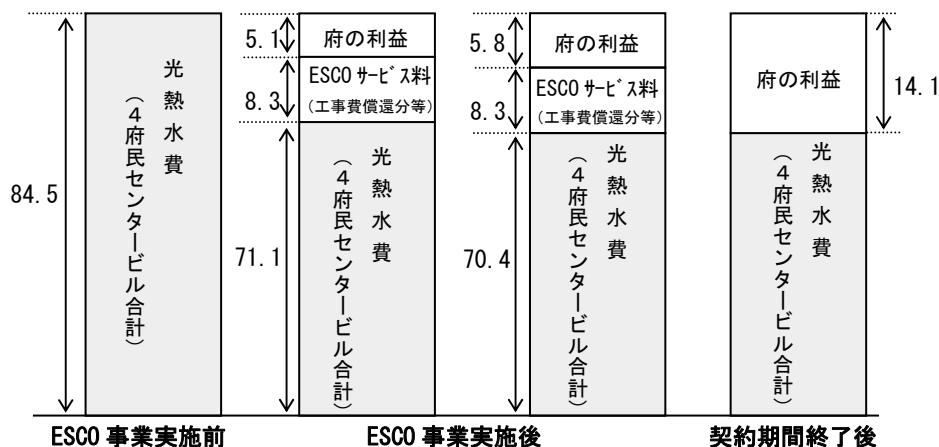 84.5
光熱水費
(4府民センタービル合計)
ESCO 事業実施前
5.1
府の利益
8.3
ESCO サービス料
(工事費償還分等)
71.1
光熱水費
(4府民センタービル合計)
5.8
府の利益
8.3
ESCO サービス料
(工事費償還分等)
70.4
光熱水費
(4府民センタービル合計)
ESCO 事業実施後
府の利益
14.1
光熱水費
(4府民センタービル合計)
契約期間終了後